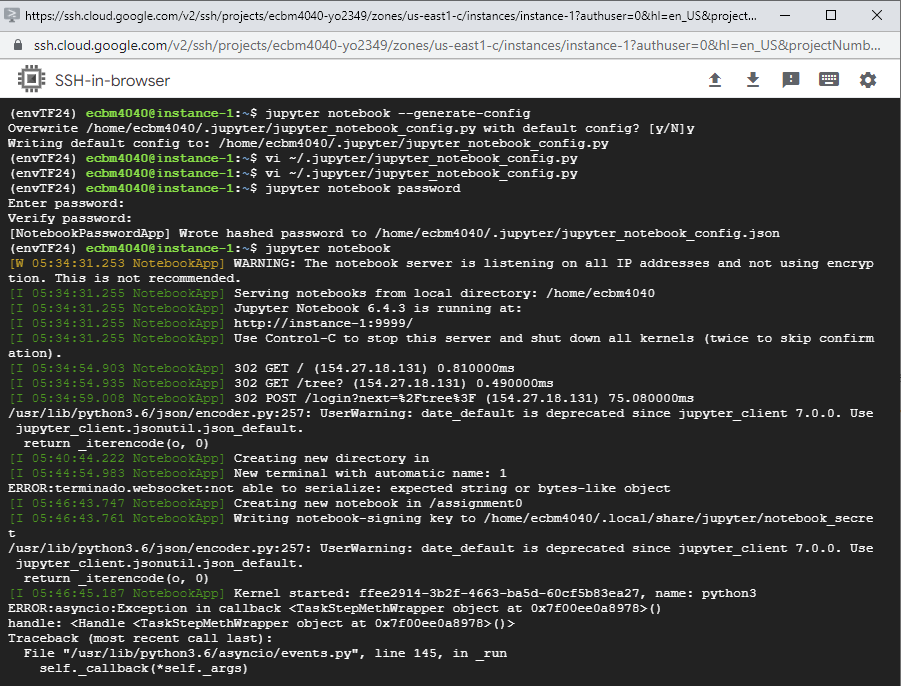 https://ssh.cloud.google.com/v2/ssh/projects/ecbm4040-yo2349/zones/us-east1-c/instances/instance-1?authuser=0&hl=en_US&project...
ssh.cloud.google.com/v2/ssh/projects/ecbm4040-yo2349/zones/us-east1-c/instances/instance-1?authuser=0&hl=en_US&projectNumb...
SSH-in-browser
(envTF24) ecbm4040@instance-1:~$ jupyter notebook --generate-config
Overwrite /home/ecbm4040/.jupyter/jupyter_notebook_config.py with default config? [y/N]y
Writing default config to: /home/ecbm4040/.jupyter/jupyter_notebook_config.py
(envTF24) ecbm4040@instance-1:~$ vi ~/.jupyter/jupyter_notebook_config.py
(envTF24) ecbm4040@instance-1:~$ vi ~/.jupyter/jupyter_notebook_config.py
(envTF24) ecbm4040@instance-1:~$ jupyter notebook password
Enter password:
Verify password:
[NotebookPasswordApp] Wrote hashed password to /home/ecbm4040/.jupyter/jupyter_notebook_config.json
(envTF24) ecbm4040@instance-1:~$ jupyter notebook
[W 05:34:31.253 NotebookApp] WARNING: The notebook server is listening on all IP addresses and not using encryp
tion. This is not recommended.
[I 05:34:31.255 NotebookApp] Serving notebooks from local directory: /home/ecbm4040
[I 05:34:31.255 NotebookApp] Jupyter Notebook 6.4.3 is running at:
[I 05:34:31.255 NotebookApp] http://instance-1:9999/
[I 05:34:31.255 NotebookApp] Use Control-C to stop this server and shut down all kernels (twice to skip confirm
ation).
[I 05:34:54.903 NotebookApp] 302 GET / (154.27.18.131) 0.810000ms
[I 05:34:54.935 NotebookApp] 302 GET /tree? (154.27.18.131) 0.490000ms
[I 05:34:59.008 NotebookApp] 302 POST /login?next=%2Ftree%3F (154.27.18.131) 75.080000ms
/usr/lib/python3.6/json/encoder.py:257: UserWarning: date_default is deprecated since jupyter_client 7.0.0. Use
jupyter_client.jsonutil.json_default.
return _iterencode(o, 0)
[I 05:40:44.222 NotebookApp] Creating new directory in
[I 05:44:54.983 NotebookApp] New terminal with automatic name: 1
ERROR:terminado.websocket:not able to serialize: expected string or bytes-like object
[I 05:46:43.747 NotebookApp] Creating new notebook in /assignment0
[I 05:46:43.761 NotebookApp] Writing notebook-signing key to /home/ecbm4040/.local/share/jupyter/notebook_secre
t
/usr/lib/python3.6/json/encoder.py:257: UserWarning: date_default is deprecated since jupyter_client 7.0.0. Use
jupyter_client.jsonutil.json_default.
return _iterencode(o, 0)
[I 05:46:45.187 NotebookApp] Kernel started: ffee2914-3b2f-4663-ba5d-60cf5b83ea27, name: python3
ERROR:asyncio:Exception in callback <TaskStepMethWrapper object at 0x7f00ee0a8978>()
handle: <Handle <TaskStepMethWrapper object at 0x7f00ee0a8978>()>
Traceback (most recent call last):
File "/usr/lib/python3.6/asyncio/events.py", line 145, in _run
self._callback(*self._args)